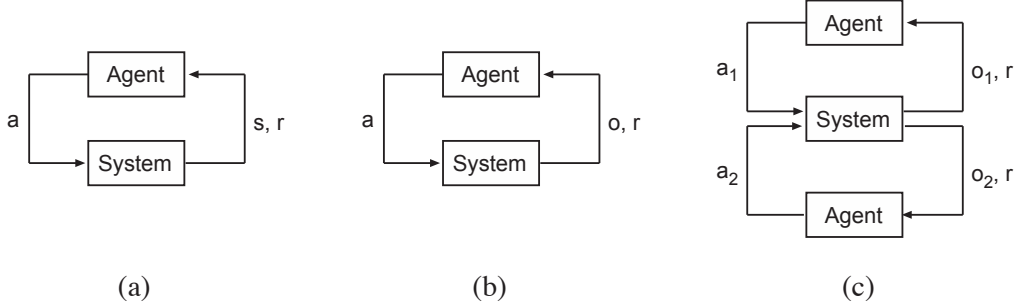 Agent
a
s, r
System
(a)
Agent
a
o, r
System
(b)
Agent
a₁
o₁, r
System
a₂
o₂, r
Agent
(c)